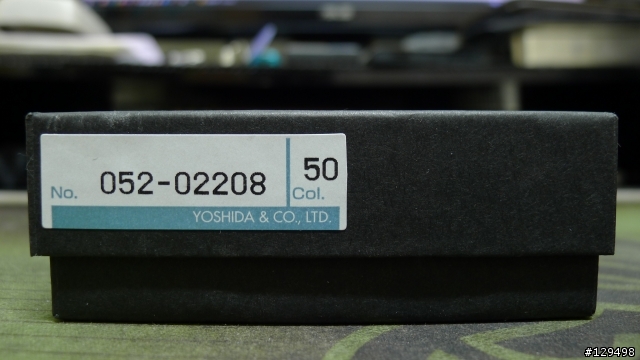 No. 052-02208
50
Col.
YOSHIDA & CO., LTD.
#129498